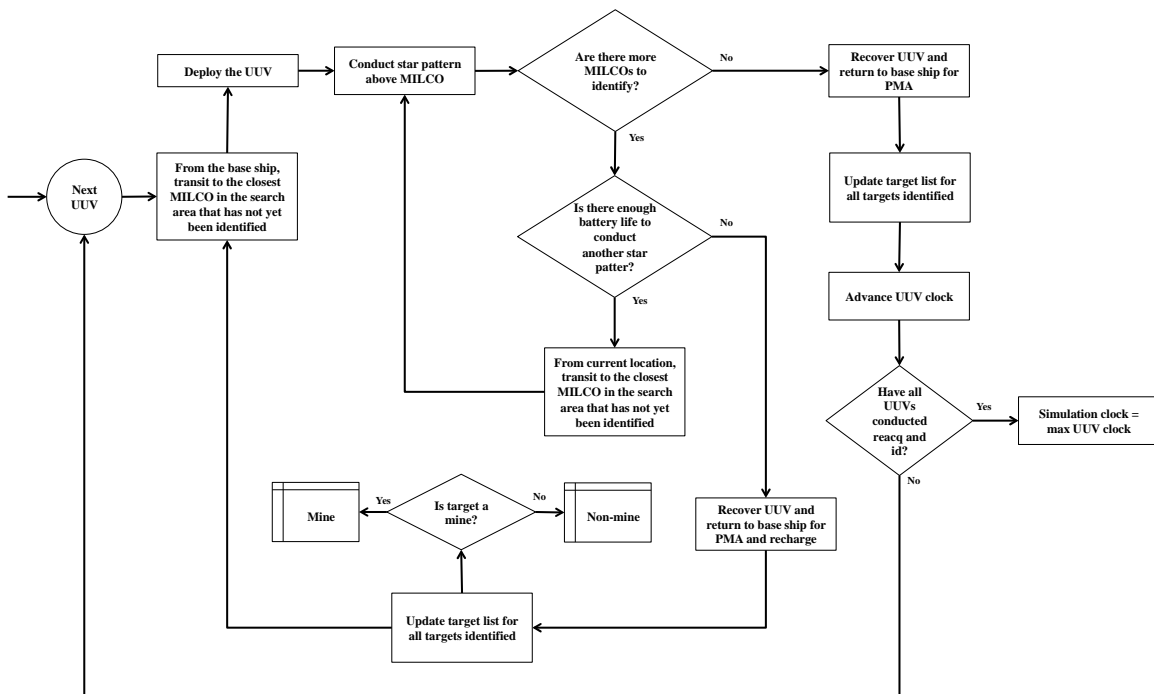 Deploy the UUV
Conduct star pattern
above MILCO
Are there more
MILCOs to
identify?
No
Recover UUV and
return to base ship for
PMA
Yes
Next
UUV
From the base ship,
transit to the closest
MILCO in the search
area that has not yet
been identified
Is there enough
battery life to
conduct
another star
patter?
No
Update target list for
all targets identified
Yes
Advance UUV clock
From current location,
transit to the closest
MILCO in the search
area that has not yet
been identified
Have all
UUVs
conducted
reacq and
id?
Yes
Simulation clock =
max UUV clock
No
Mine
Yes
Is target a
mine?
No
Non-mine
Recover UUV and
return to base ship for
PMA and recharge
Update target list for
all targets identified